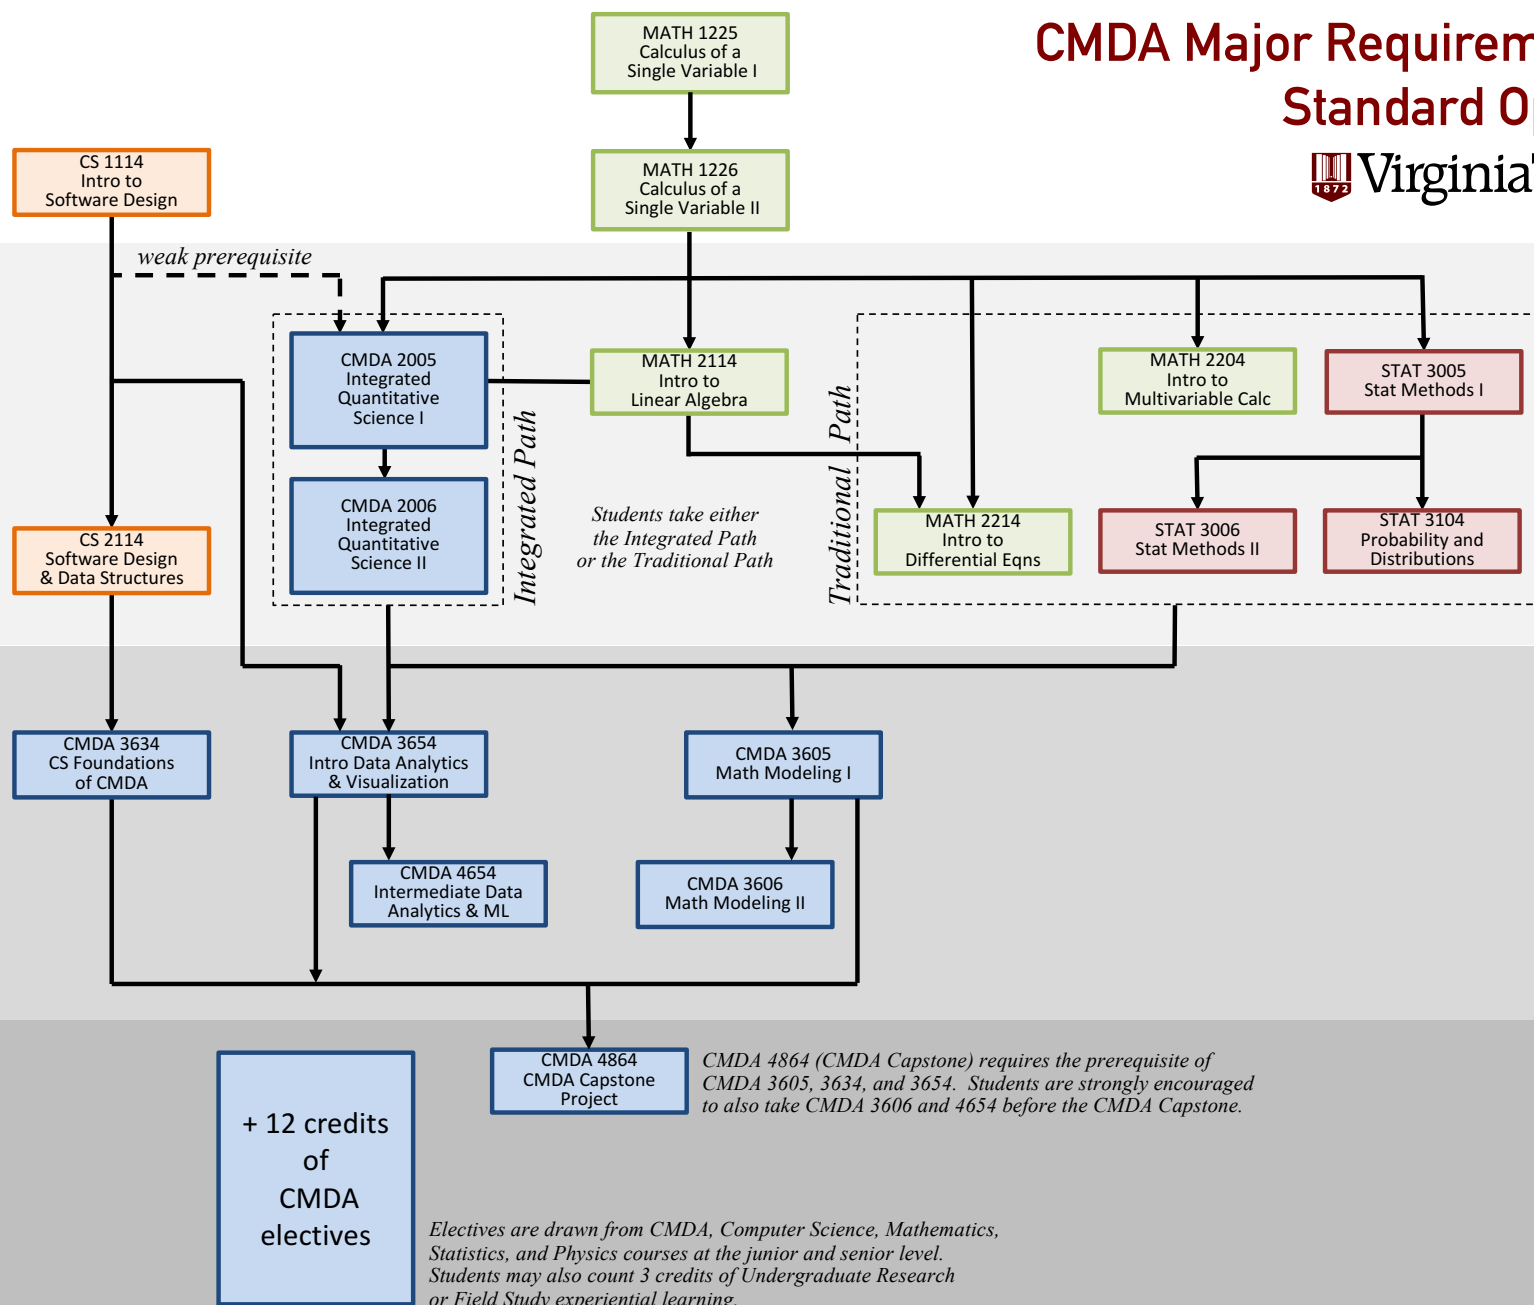 MATH 1225
Calculus of a
Single Variable I
CMDA Major Requirem
Standard Op
1872
Virginia
CS 1114
Intro to
Software Design
MATH 1226
Calculus of a
Single Variable II
weak prerequisite
CMDA 2005
Integrated
Quantitative
Science I
MATH 2114
Intro to
Linear Algebra
MATH 2204
Intro to
Multivariable Calc
STAT 3005
Stat Methods I
Integrated Path
Traditional Path
CS 2114
Software Design
& Data Structures
CMDA 2006
Integrated
Quantitative
Science II
Students take either
the Integrated Path
or the Traditional Path
MATH 2214
Intro to
Differential Eqns
STAT 3006
Stat Methods II
STAT 3104
Probability and
Distributions
CMDA 3634
CS Foundations
of CMDA
CMDA 3654
Intro Data Analytics
& Visualization
CMDA 3605
Math Modeling I
CMDA 4654
Intermediate Data
Analytics & ML
CMDA 3606
Math Modeling II
CMDA 4864
CMDA Capstone
Project
CMDA 4864 (CMDA Capstone) requires the prerequisite of
CMDA 3605, 3634, and 3654. Students are strongly encouraged
to also take CMDA 3606 and 4654 before the CMDA Capstone.
+ 12 credits
of
CMDA
electives
Electives are drawn from CMDA, Computer Science, Mathematics,
Statistics, and Physics courses at the junior and senior level.
Students may also count 3 credits of Undergraduate Research
or Field Study experiential learning.